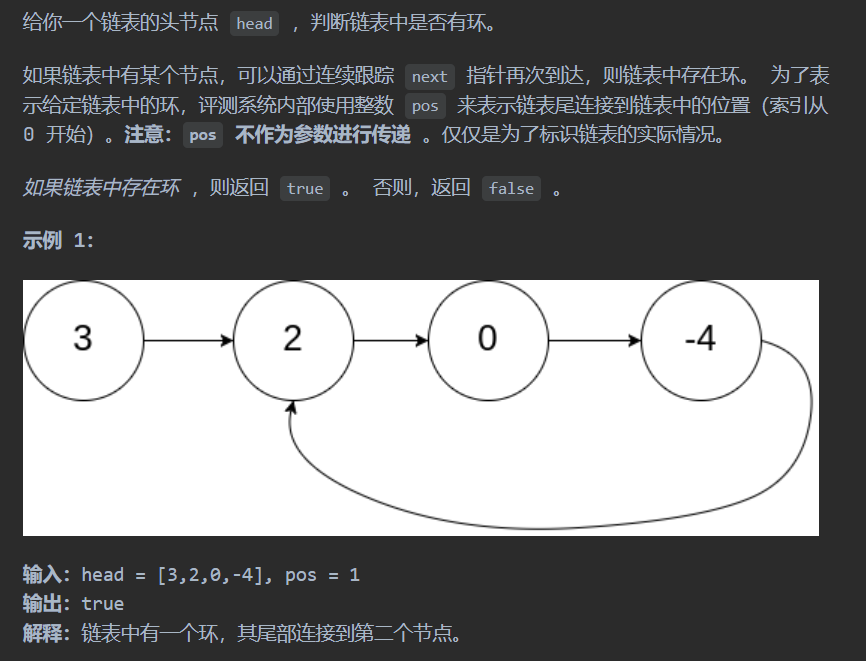 给你一个链表的头节点 head ，判断链表中是否有环。
如果链表中有某个节点，可以通过连续跟踪 next 指针再次到达，则链表中存在环。 为了表
示给定链表中的环，评测系统内部使用整数 pos 来表示链表尾连接到链表中的位置（索引从
0 开始）。注意：pos 不作为参数进行传递 。仅仅是为了标识链表的实际情况。
如果链表中存在环 ，则返回 true 。 否则，返回 false 。
示例 1：
3 2 0 -4
输入：head = [3,2,0,-4], pos = 1
输出：true
解释：链表中有一个环，其尾部连接到第二个节点。